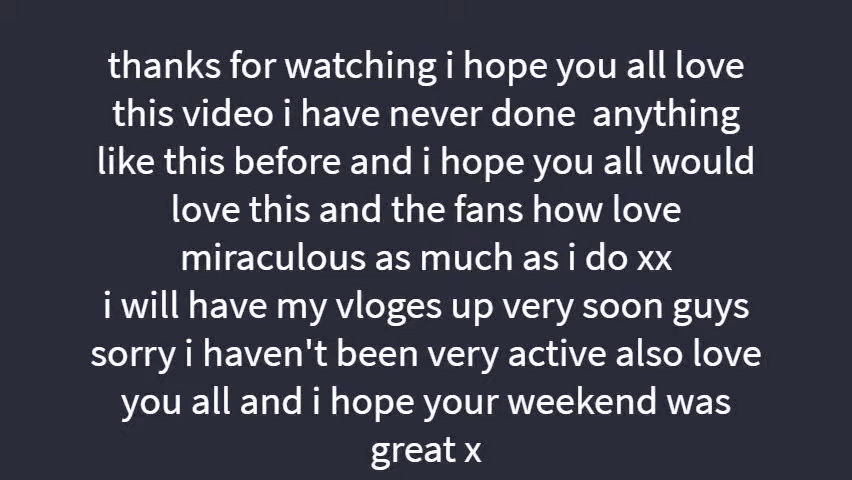 thanks for watching i hope you all love
this video i have never done  anything
like this before and i hope you all would
love this and the fans how love
miraculous as much as i do xx
i will have my vloges up very soon guys
sorry i haven't been very active also love
you all and i hope your weekend was
great x